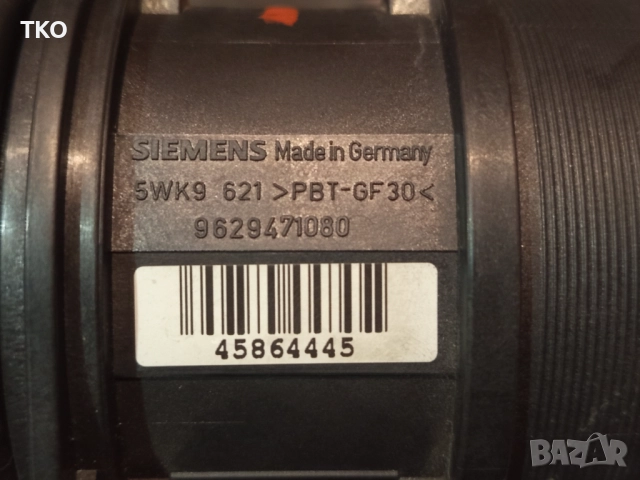 TKO
SIEMENS Made in Germany
5WK9 621 >PBT-GF30<
9629471080
45864445
BAZAR